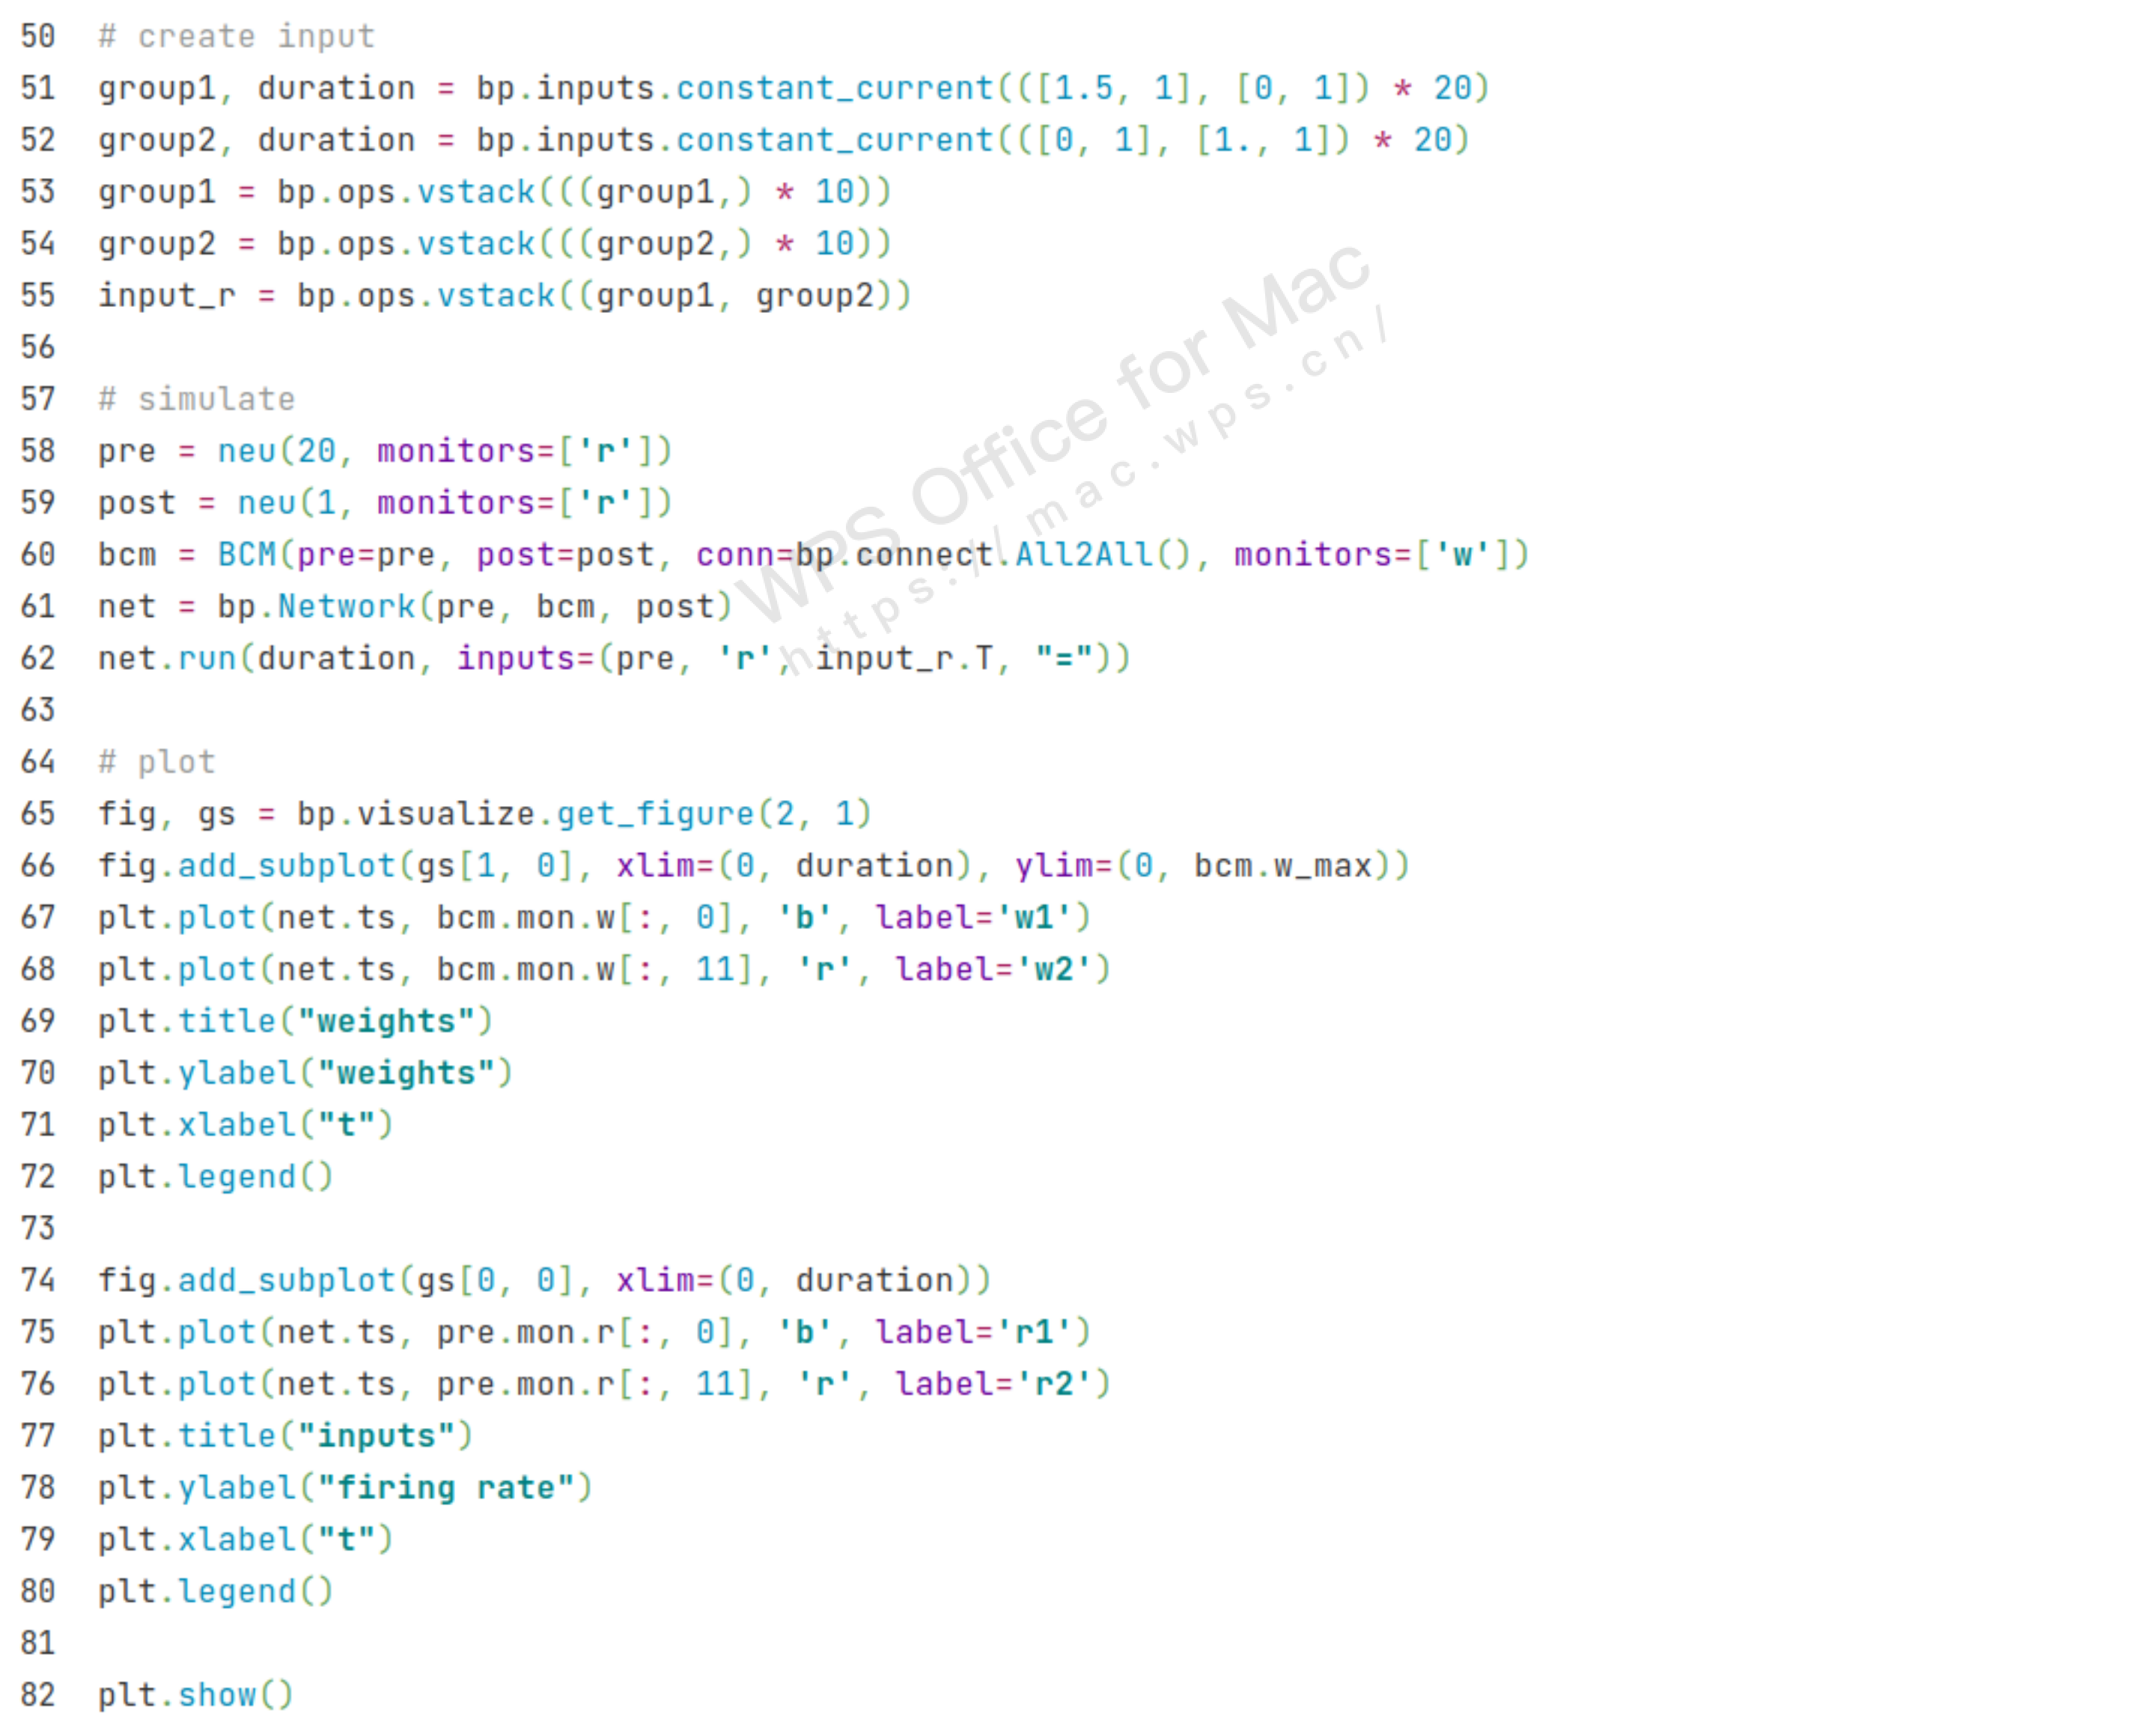 50 # create input
51 group1, duration = bp.inputs.constant_current(([1.5, 1], [0, 1]) * 20)
52 group2, duration = bp.inputs.constant_current(([0, 1], [1., 1]) * 20)
53 group1 = bp.ops.vstack(((group1,) * 10))
54 group2 = bp.ops.vstack(((group2,) * 10))
55 input_r = bp.ops.vstack((group1, group2))
56
57 # simulate
58 pre = neu(20, monitors=['r'])
59 post = neu(1, monitors=['r'])
60 bcm = BCM(pre=pre, post=post, conn=bp.connect.All2All(), monitors=['w'])
61 net = bp.Network(pre, bcm, post)
62 net.run(duration, inputs=(pre, 'r', input_r.T, "="))
63
64 # plot
65 fig, gs = bp.visualize.get_figure(2, 1)
66 fig.add_subplot(gs[1, 0], xlim=(0, duration), ylim=(0, bcm.w_max))
67 plt.plot(net.ts, bcm.mon.w[:, 0], 'b', label='w1')
68 plt.plot(net.ts, bcm.mon.w[:, 11], 'r', label='w2')
69 plt.title("weights")
70 plt.ylabel("weights")
71 plt.xlabel("t")
72 plt.legend()
73
74 fig.add_subplot(gs[0, 0], xlim=(0, duration))
75 plt.plot(net.ts, pre.mon.r[:, 0], 'b', label='r1')
76 plt.plot(net.ts, pre.mon.r[:, 11], 'r', label='r2')
77 plt.title("inputs")
78 plt.ylabel("firing rate")
79 plt.xlabel("t")
80 plt.legend()
81
82 plt.show()
WPS Office for Mac
https://mac.wps.cn/